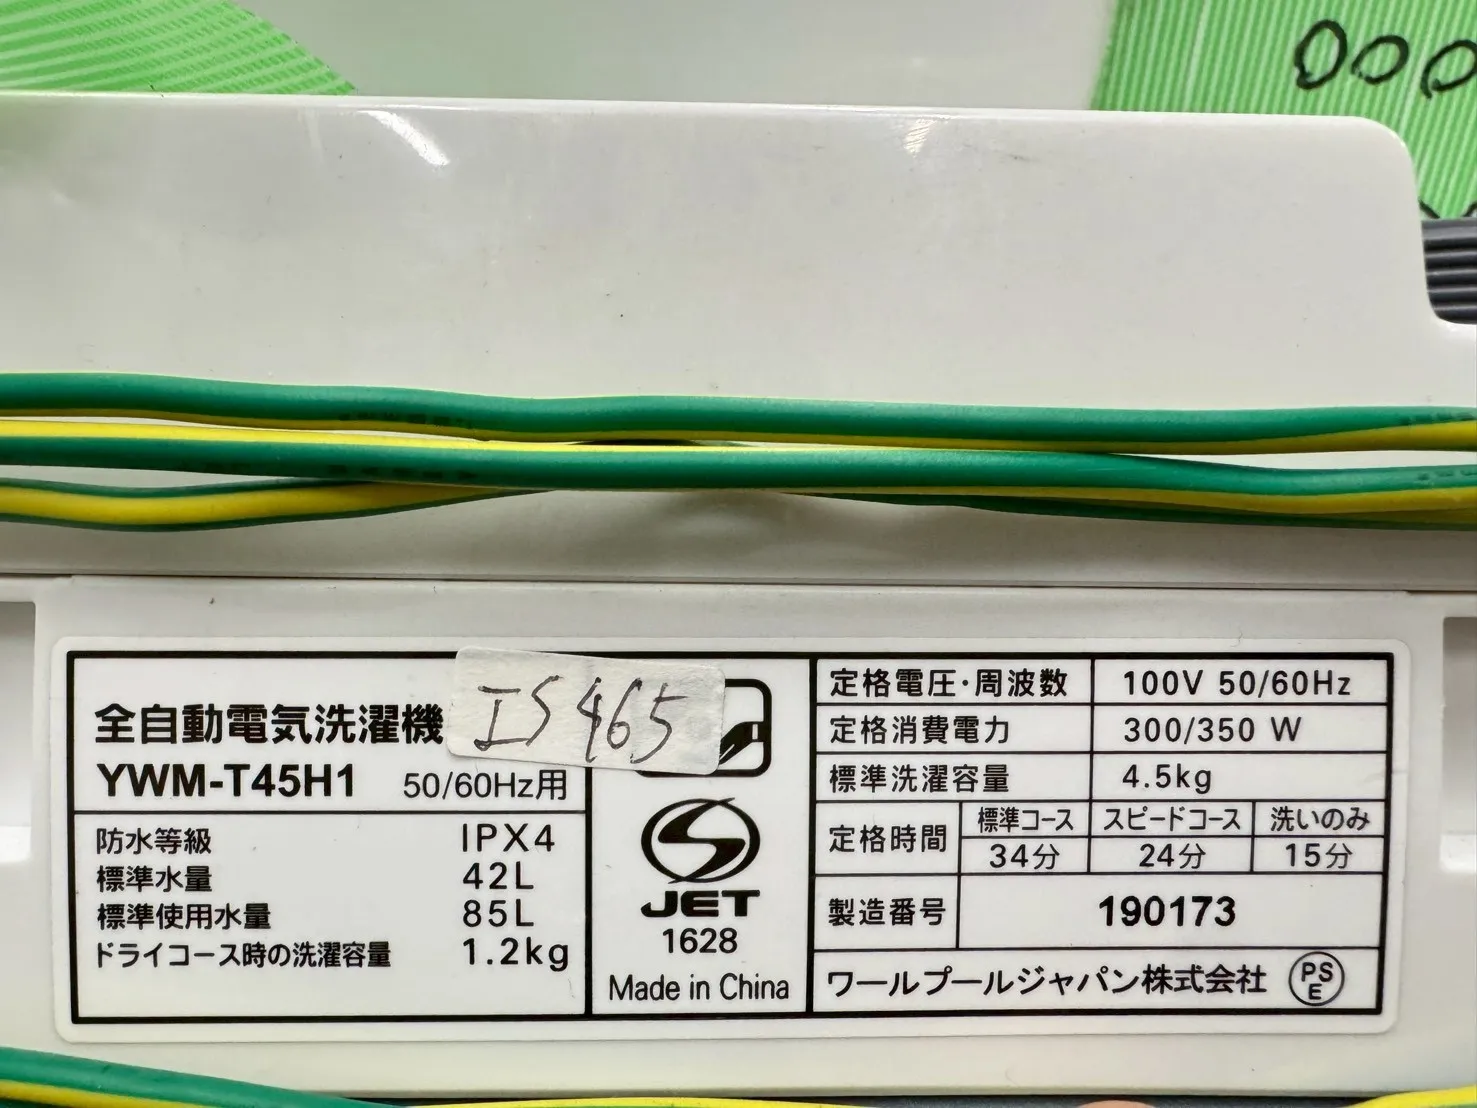 000
全自動電気洗濯機
IS465
YWM-T45H1 50/60Hz用
防水等級 IPX4
標準水量 42L
標準使用水量 85L
ドライコース時の洗濯容量 1.2kg
JET
1628
Made in China
定格電圧・周波数 100V 50/60Hz
定格消費電力 300/350 W
標準洗濯容量 4.5kg
定格時間 標準コース スピードコース 洗いのみ
34分 24分 15分
製造番号 190173
ワールプールジャパン株式会社 PSE